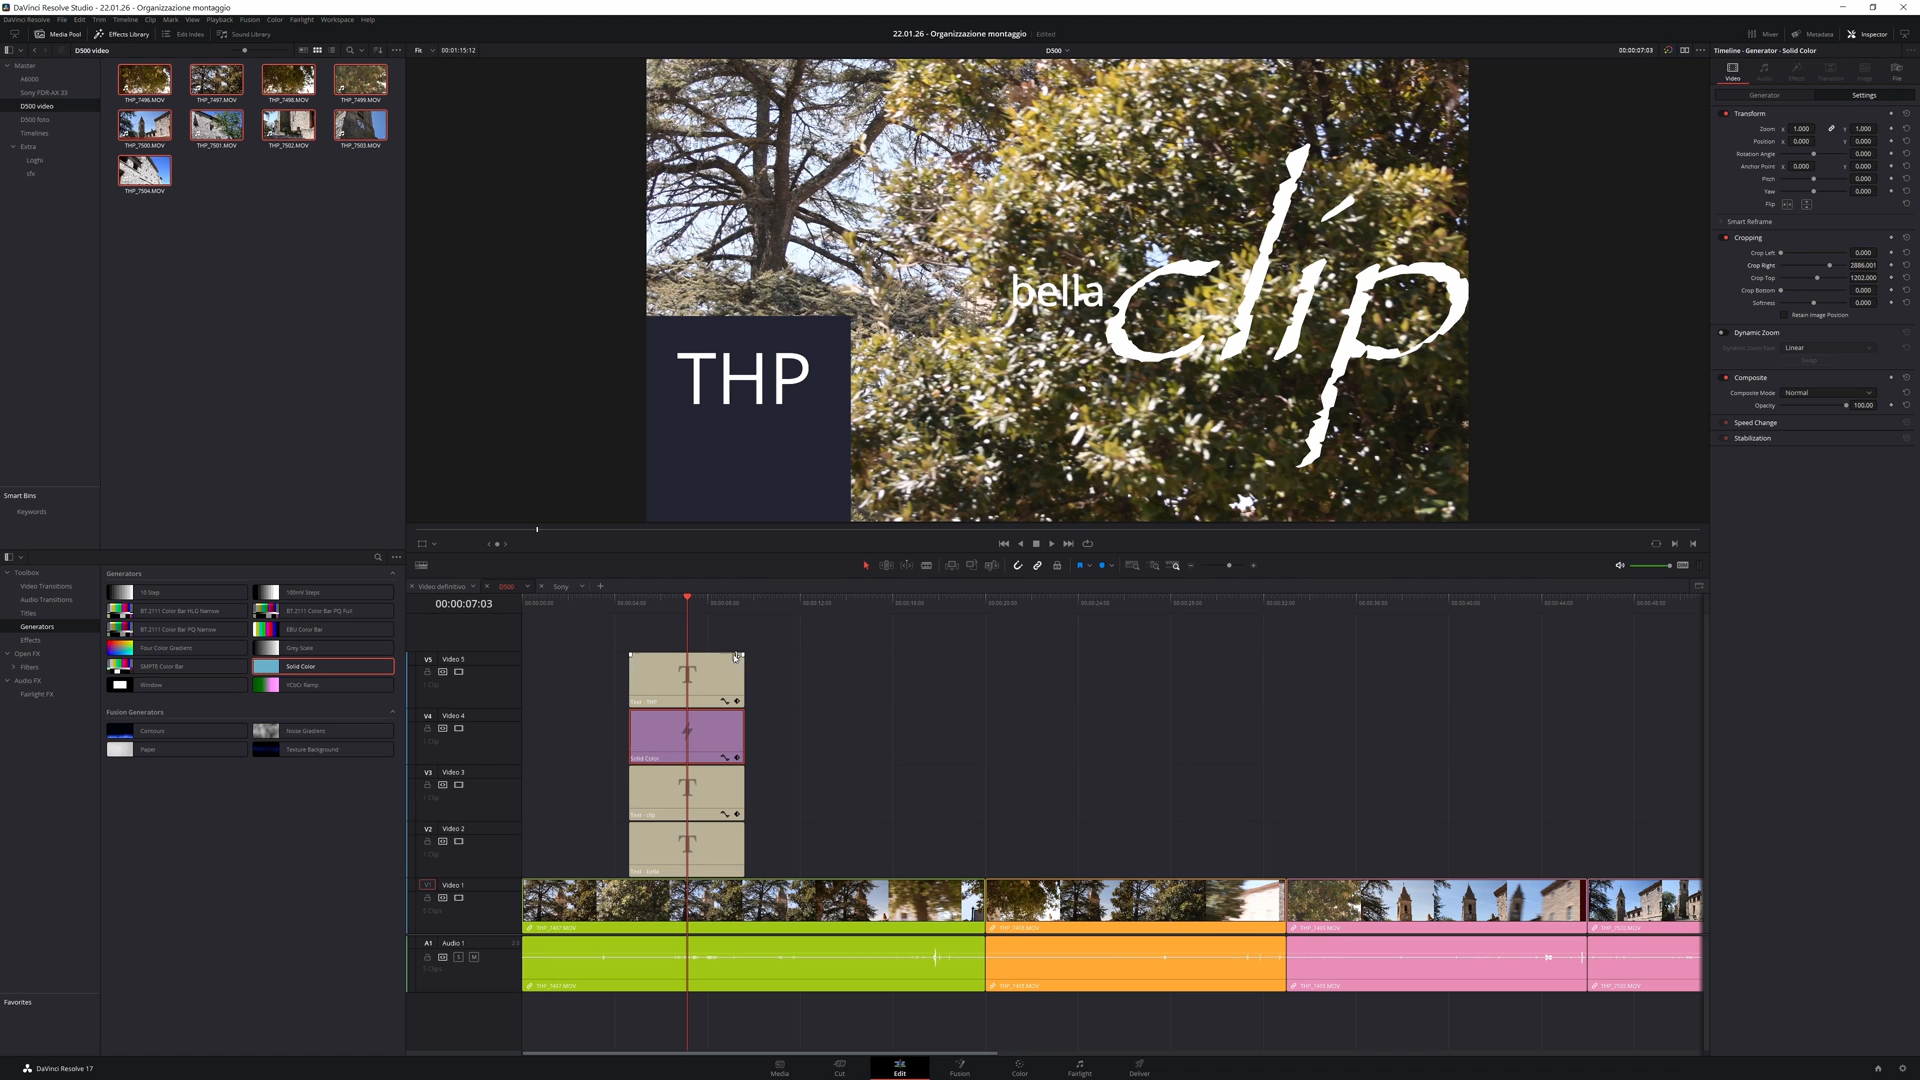 DaVinci Resolve Studio - 22.01.26 - Organizzazione montaggio
DaVinci Resolve File Edit Trim Timeline Clip Mark View Playback Fusion Color Fairlight Workspace Help
Media Pool Effects Library Edit Index Sound Library
22.01.26 - Organizzazione montaggio Edited
Mixer Metadata Inspector
D500 video
Fit 00:01:15:12
D500
00:00:07:03
Timeline - Generator - Solid Color
Master
A6000
Sony FDR-AX 33
D500 video
D500 foto
Timelines
Extra
Loghi
sfx
THP_7496.MOV THP_7497.MOV THP_7498.MOV THP_7499.MOV
THP_7500.MOV THP_7501.MOV THP_7502.MOV THP_7503.MOV
THP_7504.MOV
Smart Bins
Keywords
bella
clip
THP
Video Audio Effects Transition Image File
Generator Settings
Transform
Zoom X 1.000 Y 1.000
Position X 0.000 Y 0.000
Rotation Angle 0.000
Anchor Point X 0.000 Y 0.000
Pitch 0.000
Yaw 0.000
Flip
Smart Reframe
Cropping
Crop Left 0.000
Crop Right 2886.001
Crop Top 1202.000
Crop Bottom 0.000
Softness 0.000
Retain Image Position
Dynamic Zoom
Dynamic Zoom Ease Linear
Swap
Composite
Composite Mode Normal
Opacity 100.00
Speed Change
Stabilization
Toolbox
Video Transitions
Audio Transitions
Titles
Generators
Effects
Open FX
Filters
Audio FX
Fairlight FX
Favorites
Generators
10 Step 100mV Steps
BT.2111 Color Bar HLG Narrow BT.2111 Color Bar PQ Full
BT.2111 Color Bar PQ Narrow EBU Color Bar
Four Color Gradient Grey Scale
SMPTE Color Bar Solid Color
Window YCbCr Ramp
Fusion Generators
Contours Noise Gradient
Paper Texture Background
Video definitivo D500 Sony
00:00:07:03
00:00:00:00 00:00:04:00 00:00:08:00 00:00:12:00 00:00:16:00 00:00:20:00 00:00:24:00 00:00:28:00 00:00:32:00 00:00:36:00 00:00:40:00 00:00:44:00 00:00:48:00
V5 Video 5
1 Clip
Text - THP
V4 Video 4
1 Clip
Solid Color
V3 Video 3
1 Clip
Text - clip
V2 Video 2
1 Clip
Text - bella
V1 Video 1
5 Clips
THP_7497.MOV
A1 Audio 1 2.0
S M
5 Clips
THP_7497.MOV
DaVinci Resolve 17
Media Cut Edit Fusion Color Fairlight Deliver